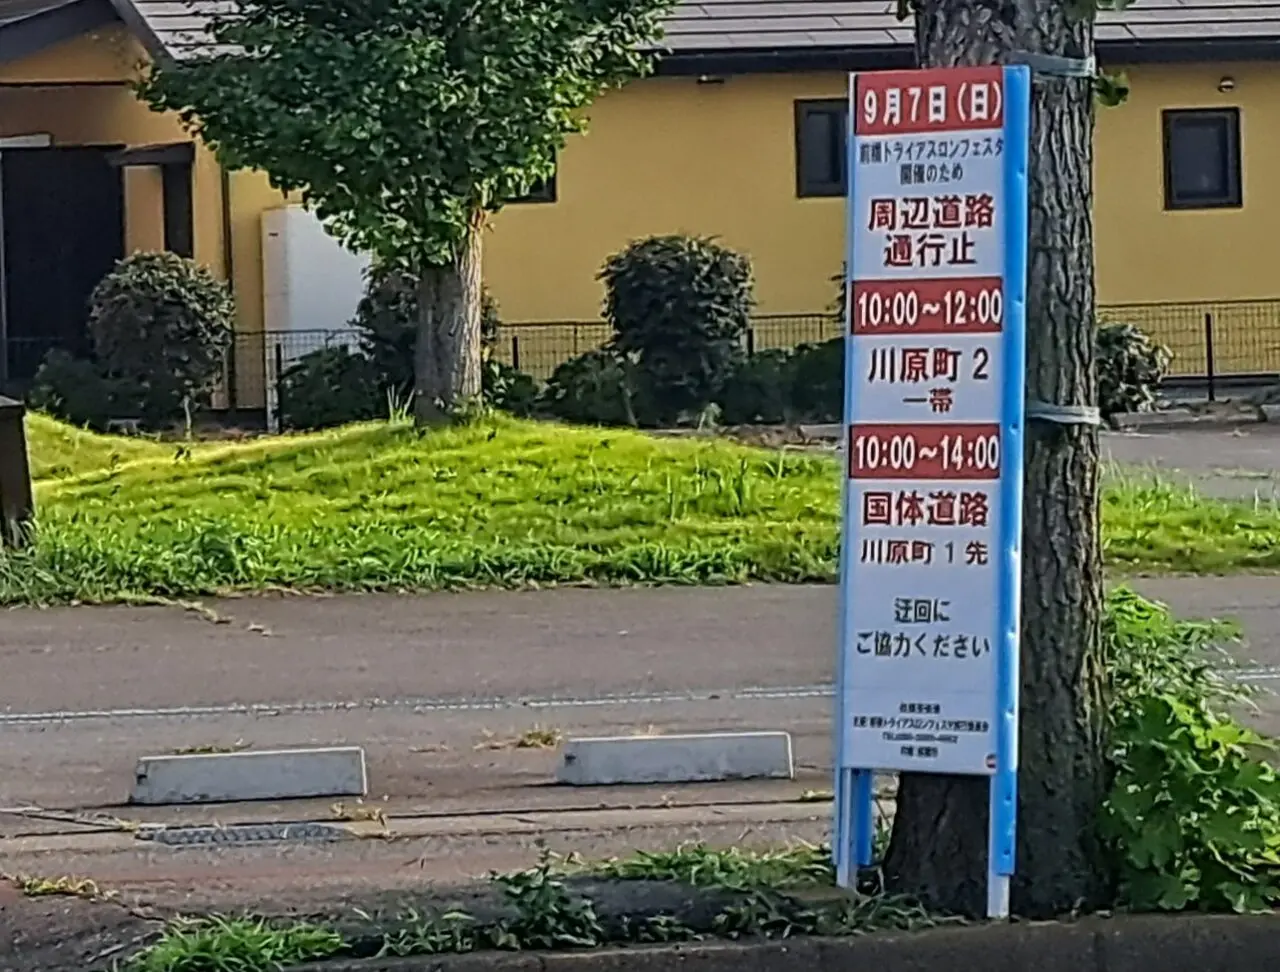 9月7日(日)
前橋トライアスロンフェスタ
開催のため
周辺道路
通行止
10:00~12:00
川原町2
一帯
10:00~14:00
国体道路
川原町1先
迂回に
ご協力ください